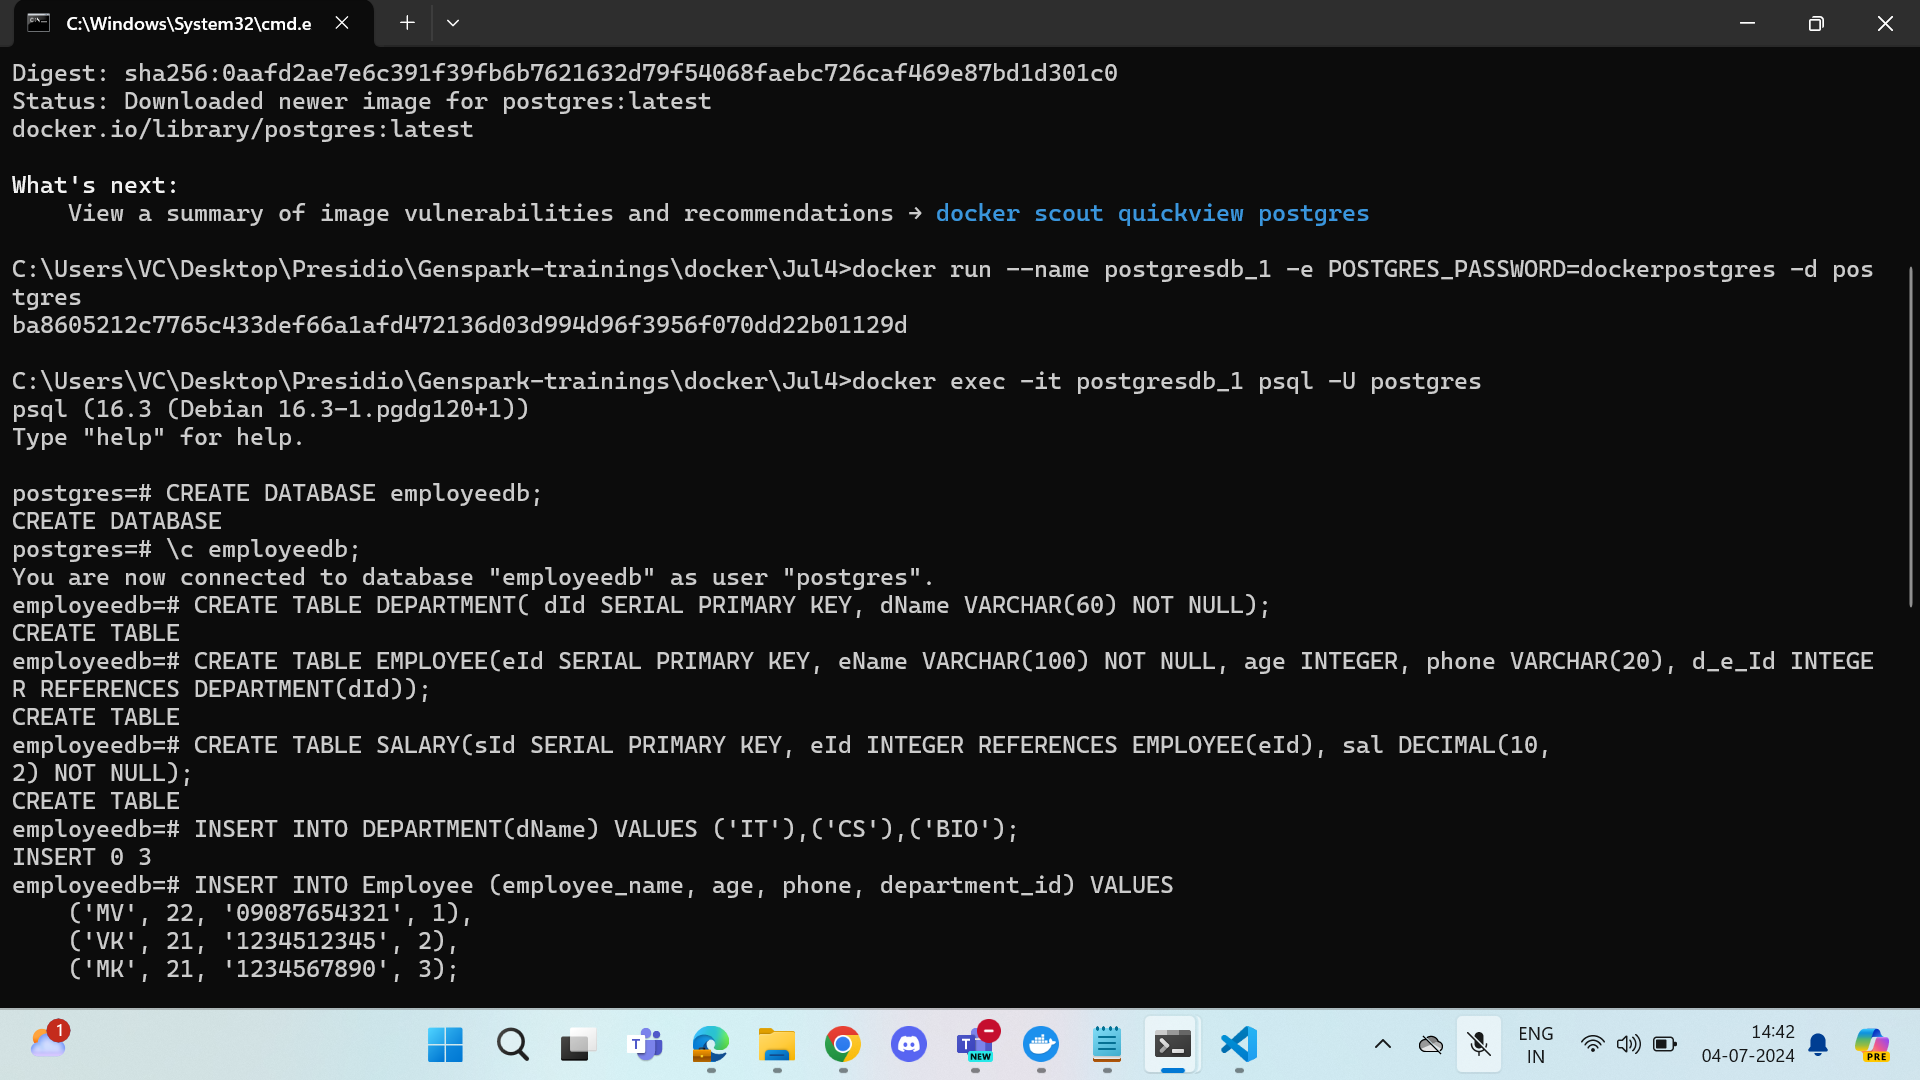 C:\Windows\System32\cmd.e
Digest: sha256:0aafd2ae7e6c391f39fb6b7621632d79f54068faebc726caf469e87bd1d301c0
Status: Downloaded newer image for postgres:latest
docker.io/library/postgres:latest
What's next:
    View a summary of image vulnerabilities and recommendations → docker scout quickview postgres
C:\Users\VC\Desktop\Presidio\Genspark-trainings\docker\Jul4>docker run --name postgresdb_1 -e POSTGRES_PASSWORD=dockerpostgres -d pos
tgres
ba8605212c7765c433def66a1afd472136d03d994d96f3956f070dd22b01129d
C:\Users\VC\Desktop\Presidio\Genspark-trainings\docker\Jul4>docker exec -it postgresdb_1 psql -U postgres
psql (16.3 (Debian 16.3-1.pgdg120+1))
Type "help" for help.
postgres=# CREATE DATABASE employeedb;
CREATE DATABASE
postgres=# \c employeedb;
You are now connected to database "employeedb" as user "postgres".
employeedb=# CREATE TABLE DEPARTMENT( dId SERIAL PRIMARY KEY, dName VARCHAR(60) NOT NULL);
CREATE TABLE
employeedb=# CREATE TABLE EMPLOYEE(eId SERIAL PRIMARY KEY, eName VARCHAR(100) NOT NULL, age INTEGER, phone VARCHAR(20), d_e_Id INTEGE
R REFERENCES DEPARTMENT(dId));
CREATE TABLE
employeedb=# CREATE TABLE SALARY(sId SERIAL PRIMARY KEY, eId INTEGER REFERENCES EMPLOYEE(eId), sal DECIMAL(10,
2) NOT NULL);
CREATE TABLE
employeedb=# INSERT INTO DEPARTMENT(dName) VALUES ('IT'),('CS'),('BIO');
INSERT 0 3
employeedb=# INSERT INTO Employee (employee_name, age, phone, department_id) VALUES
    ('MV', 22, '09087654321', 1),
    ('VK', 21, '1234512345', 2),
    ('MK', 21, '1234567890', 3);
1
T
T
NEW
ENG
IN
14:42
04-07-2024
PRE